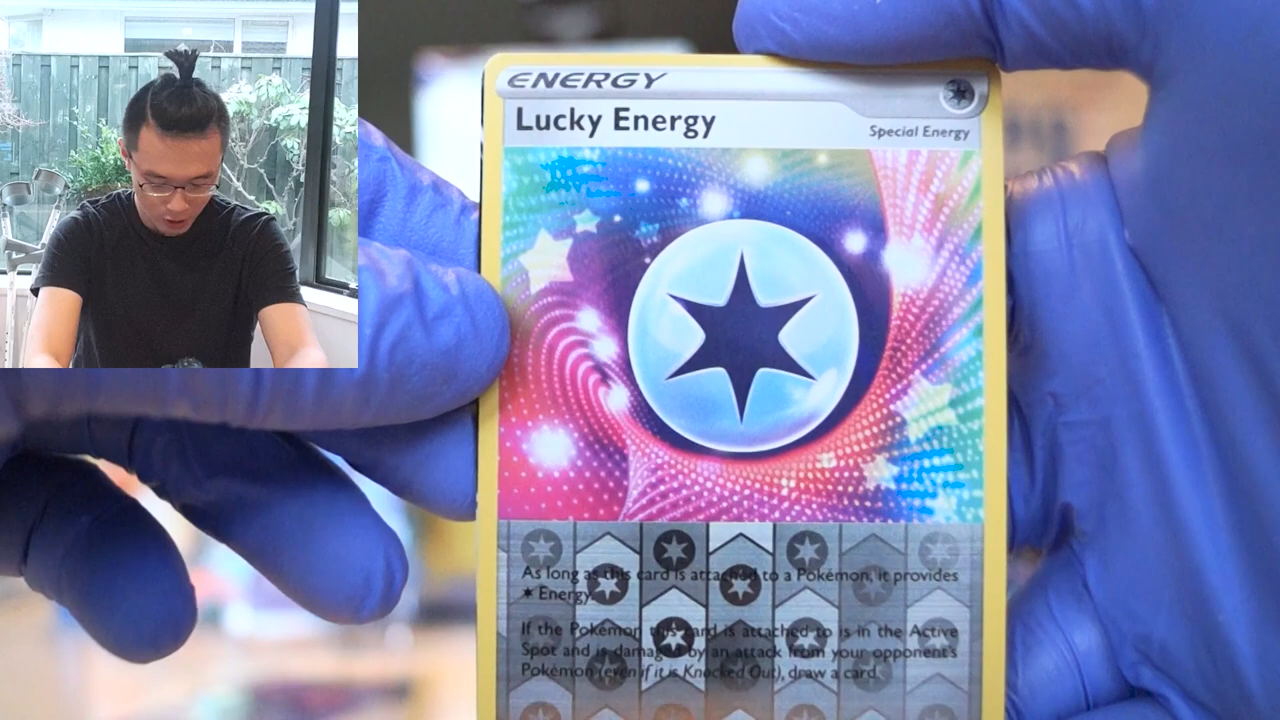 ENERGY
Lucky Energy
Special Energy
As long as this card is attached to a Pokémon, it provides
Energy.
If the Pokémon this card is attached to is in the Active
Spot and is damaged by an attack from your opponent's
Pokémon (even if it is Knocked Out), draw a card.